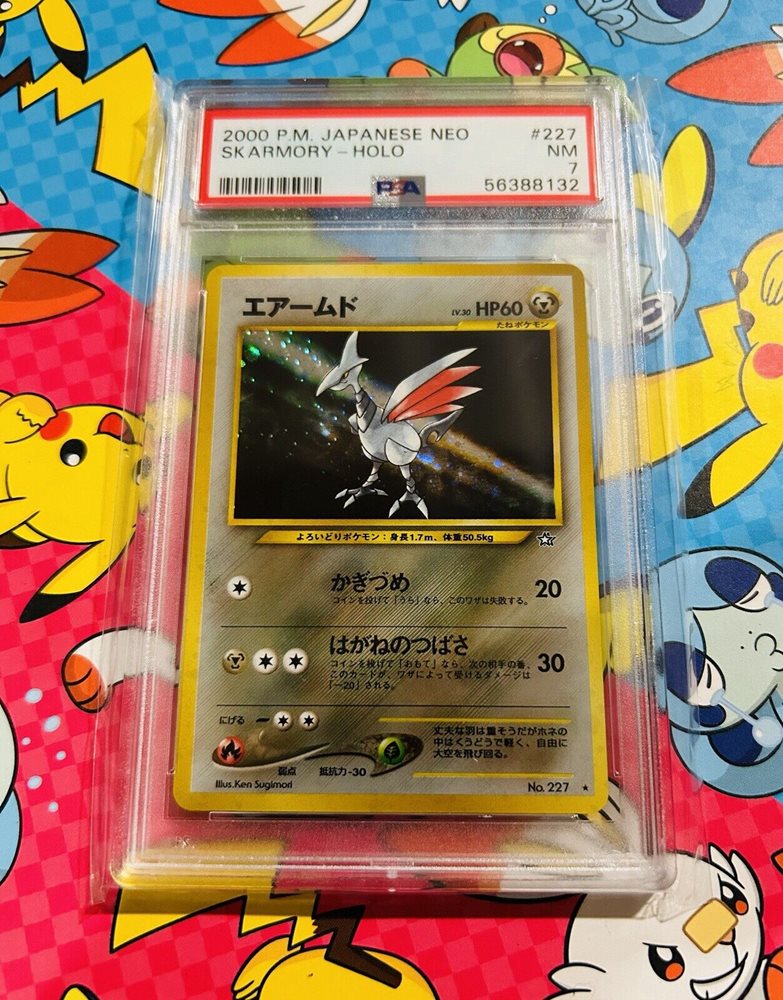 2000 P.M. JAPANESE NEO #227
SKARMORY - HOLO NM
7
PSA 56388132
エアームド LV.30 HP60
たねポケモン
よろいどりポケモン：身長1.7m、体重50.5kg
かぎづめ 20
コインを投げて「うら」なら、このワザは失敗する。
はがねのつばさ 30
コインを投げて「おもて」なら、次の相手の番、
このカードが、ワザによって受けるダメージは
「－20」される。
にげる
弱点 抵抗力-30
丈夫な羽は重そうだがホネの
中はくうどうで軽く、自由に
大空を飛び回る。
Illus.Ken Sugimori No. 227 ★